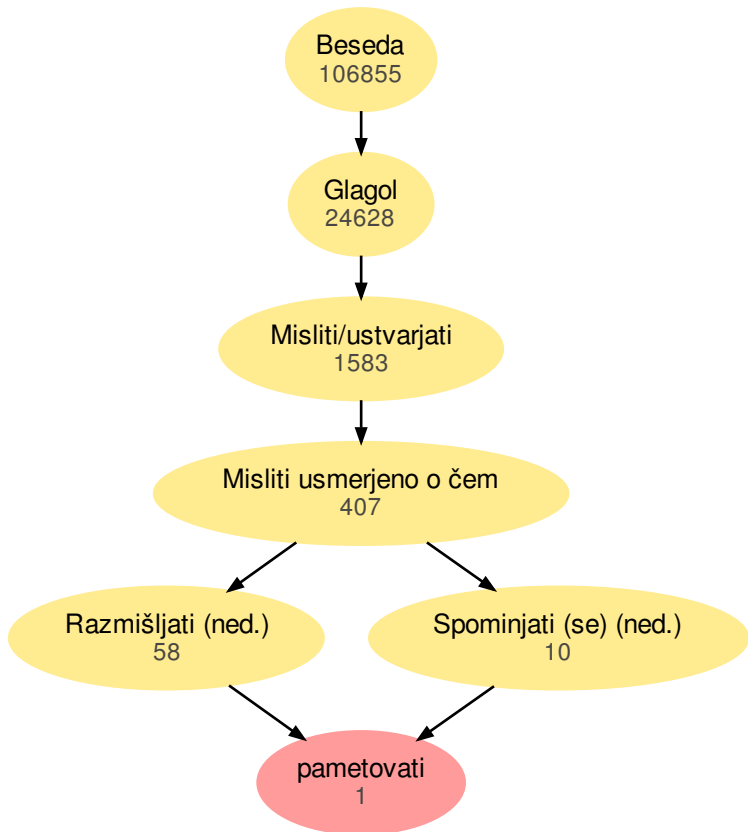 Beseda
106855
Glagol
24628
Misliti/ustvarjati
1583
Misliti usmerjeno o čem
407
Razmišljati (ned.)
58
Spominjati (se) (ned.)
10
pametovati
1